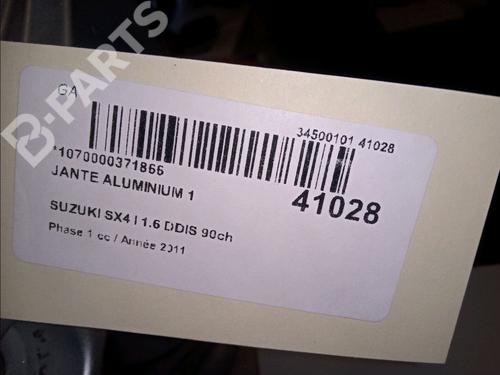 B-PARTS
GA
34500101 41028
*1070000371866
JANTE ALUMINIUM 1
41028
SUZUKI SX4 I 1.6 DDIS 90ch
Phase 1 cc / Année 2011